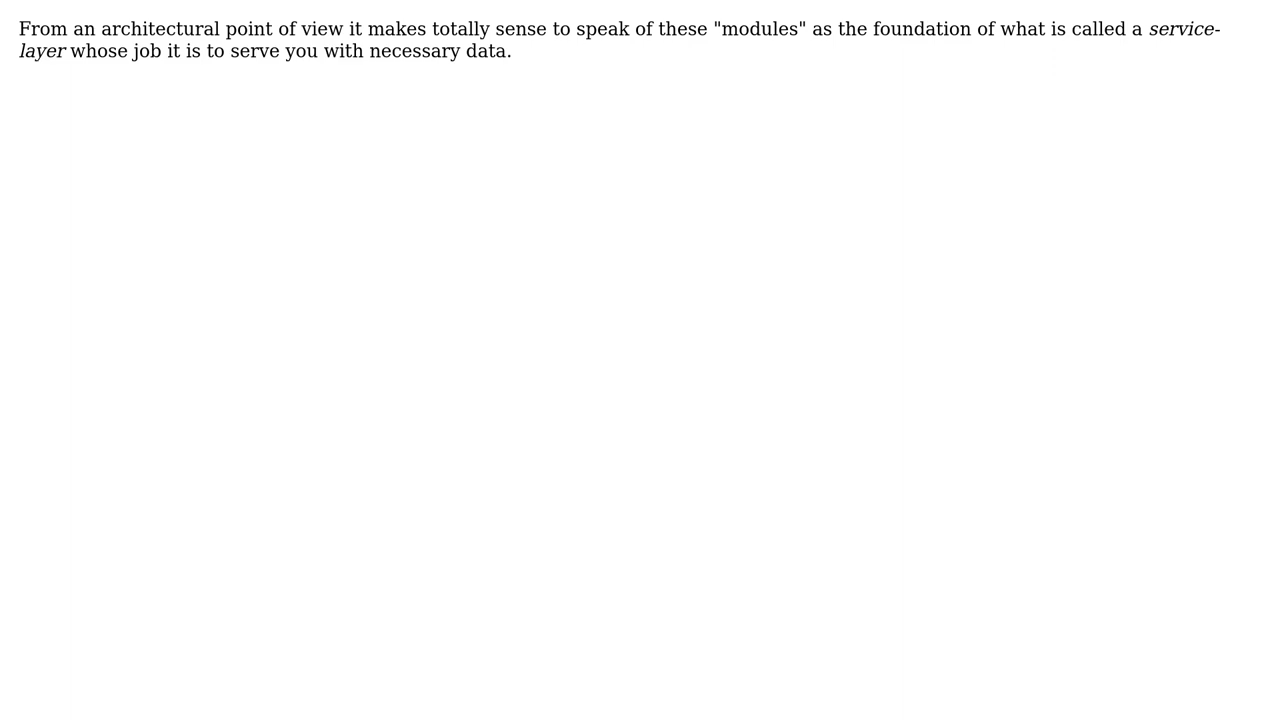 From an architectural point of view it makes totally sense to speak of these "modules" as the foundation of what is called a service-
layer whose job it is to serve you with necessary data.